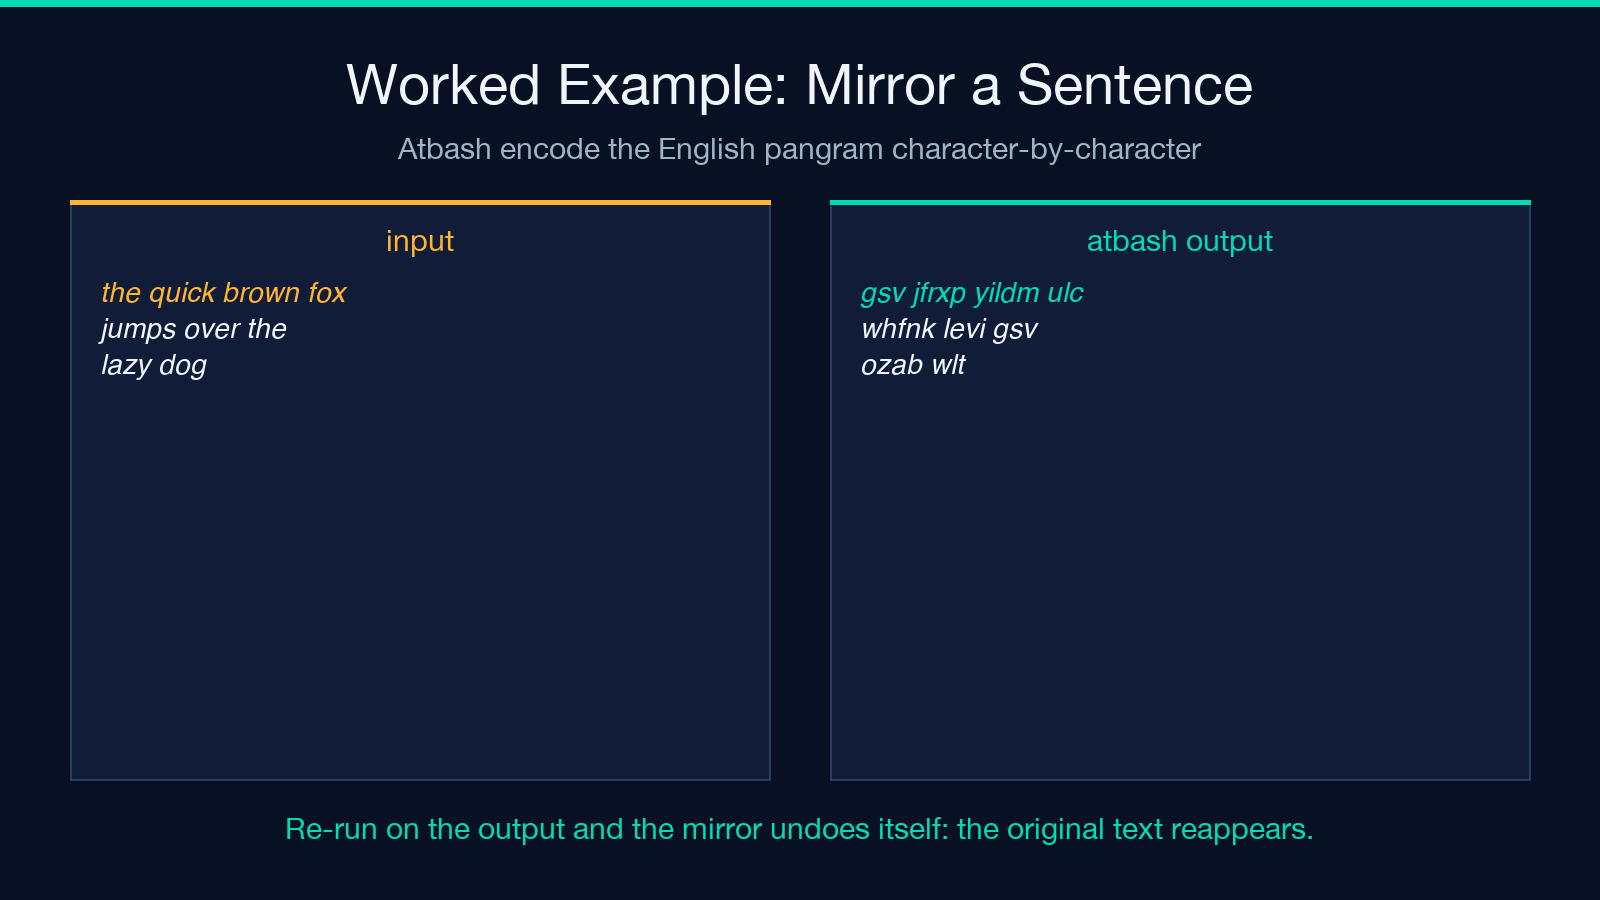 Worked Example: Mirror a Sentence
Atbash encode the English pangram character-by-character
input
the quick brown fox
jumps over the
lazy dog
atbash output
gsv jfrxp yildm ulc
whfnk levi gsv
ozab wlt
Re-run on the output and the mirror undoes itself: the original text reappears.